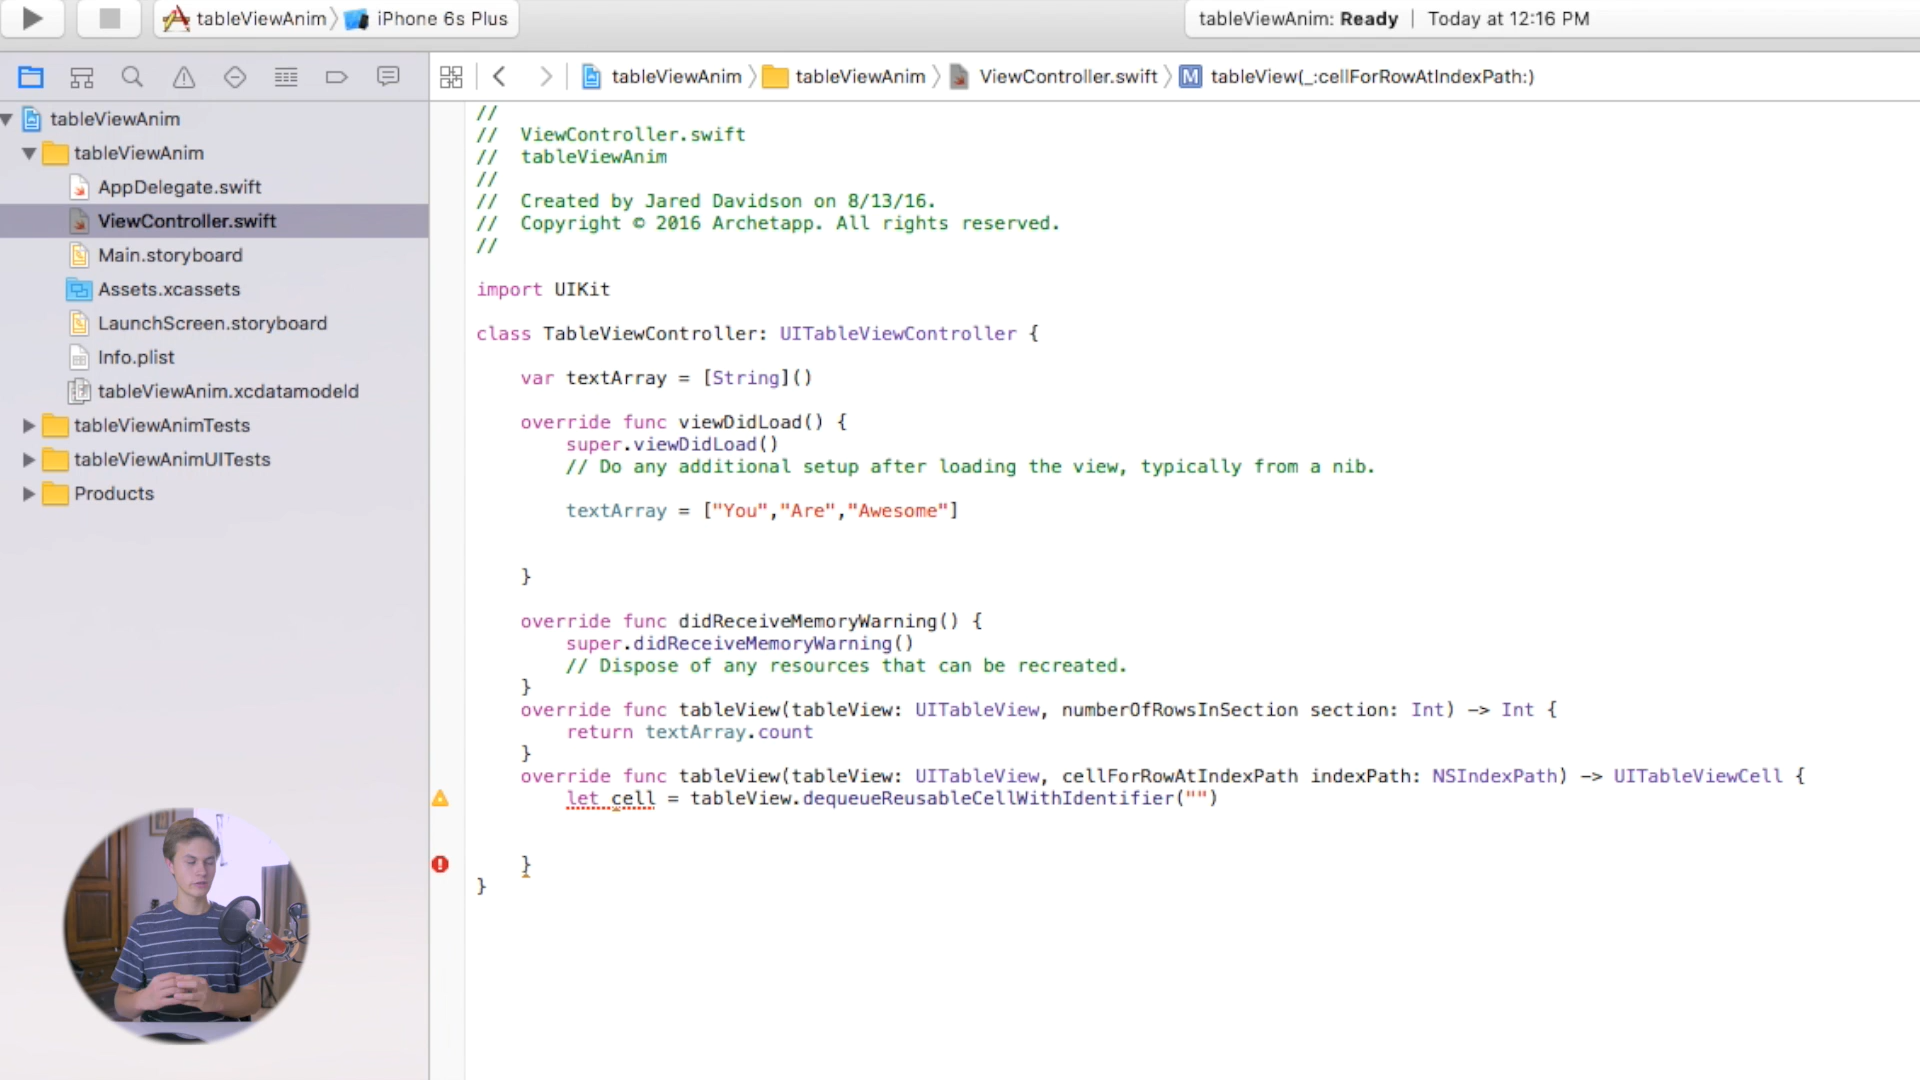 tableViewAnim iPhone 6s Plus tableViewAnim: Ready | Today at 12:16 PM
tableViewAnim tableViewAnim ViewController.swift M tableView(_:cellForRowAtIndexPath:)
tableViewAnim
tableViewAnim
AppDelegate.swift
ViewController.swift
Main.storyboard
Assets.xcassets
LaunchScreen.storyboard
Info.plist
tableViewAnim.xcdatamodeld
tableViewAnimTests
tableViewAnimUITests
Products
//
// ViewController.swift
// tableViewAnim
//
// Created by Jared Davidson on 8/13/16.
// Copyright © 2016 Archetapp. All rights reserved.
//
import UIKit
class TableViewController: UITableViewController {
var textArray = [String]()
override func viewDidLoad() {
super.viewDidLoad()
// Do any additional setup after loading the view, typically from a nib.
textArray = ["You","Are","Awesome"]
}
override func didReceiveMemoryWarning() {
super.didReceiveMemoryWarning()
// Dispose of any resources that can be recreated.
}
override func tableView(tableView: UITableView, numberOfRowsInSection section: Int) -> Int {
return textArray.count
}
override func tableView(tableView: UITableView, cellForRowAtIndexPath indexPath: NSIndexPath) -> UITableViewCell {
let cell = tableView.dequeueReusableCellWithIdentifier("")
}
}